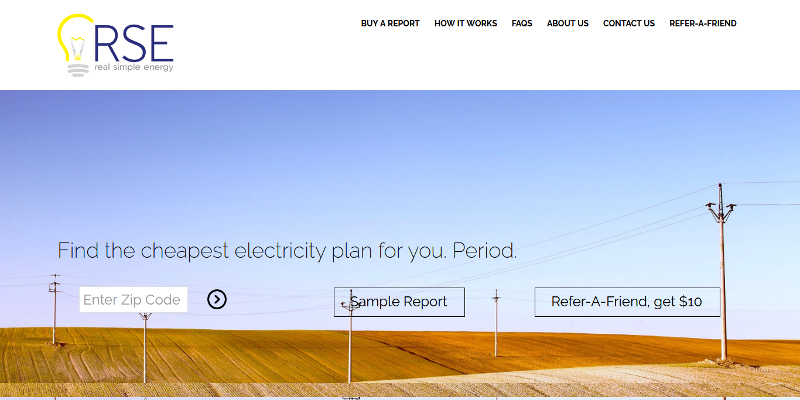 RSE
real simple energy
BUY A REPORT HOW IT WORKS FAQS ABOUT US CONTACT US REFER-A-FRIEND
Find the cheapest electricity plan for you. Period.
Enter Zip Code Sample Report Refer-A-Friend, get $10